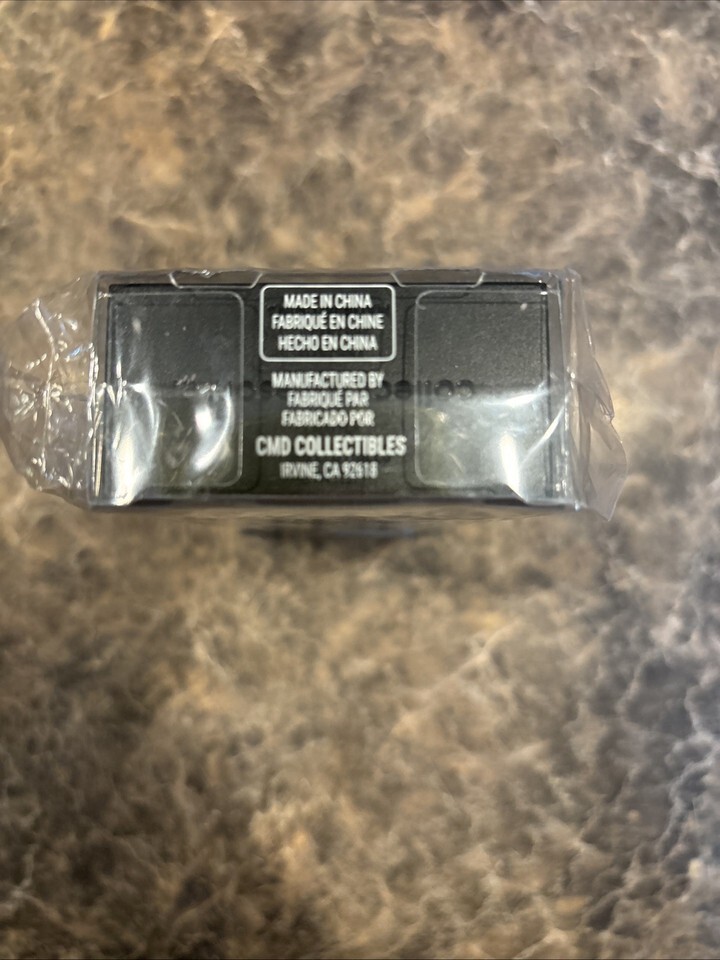 MADE IN CHINA
FABRIQUÉ EN CHINE
HECHO EN CHINA
MANUFACTURED BY
FABRIQUÉ PAR
FABRICADO POR
CMD COLLECTIBLES
IRVINE, CA 92618